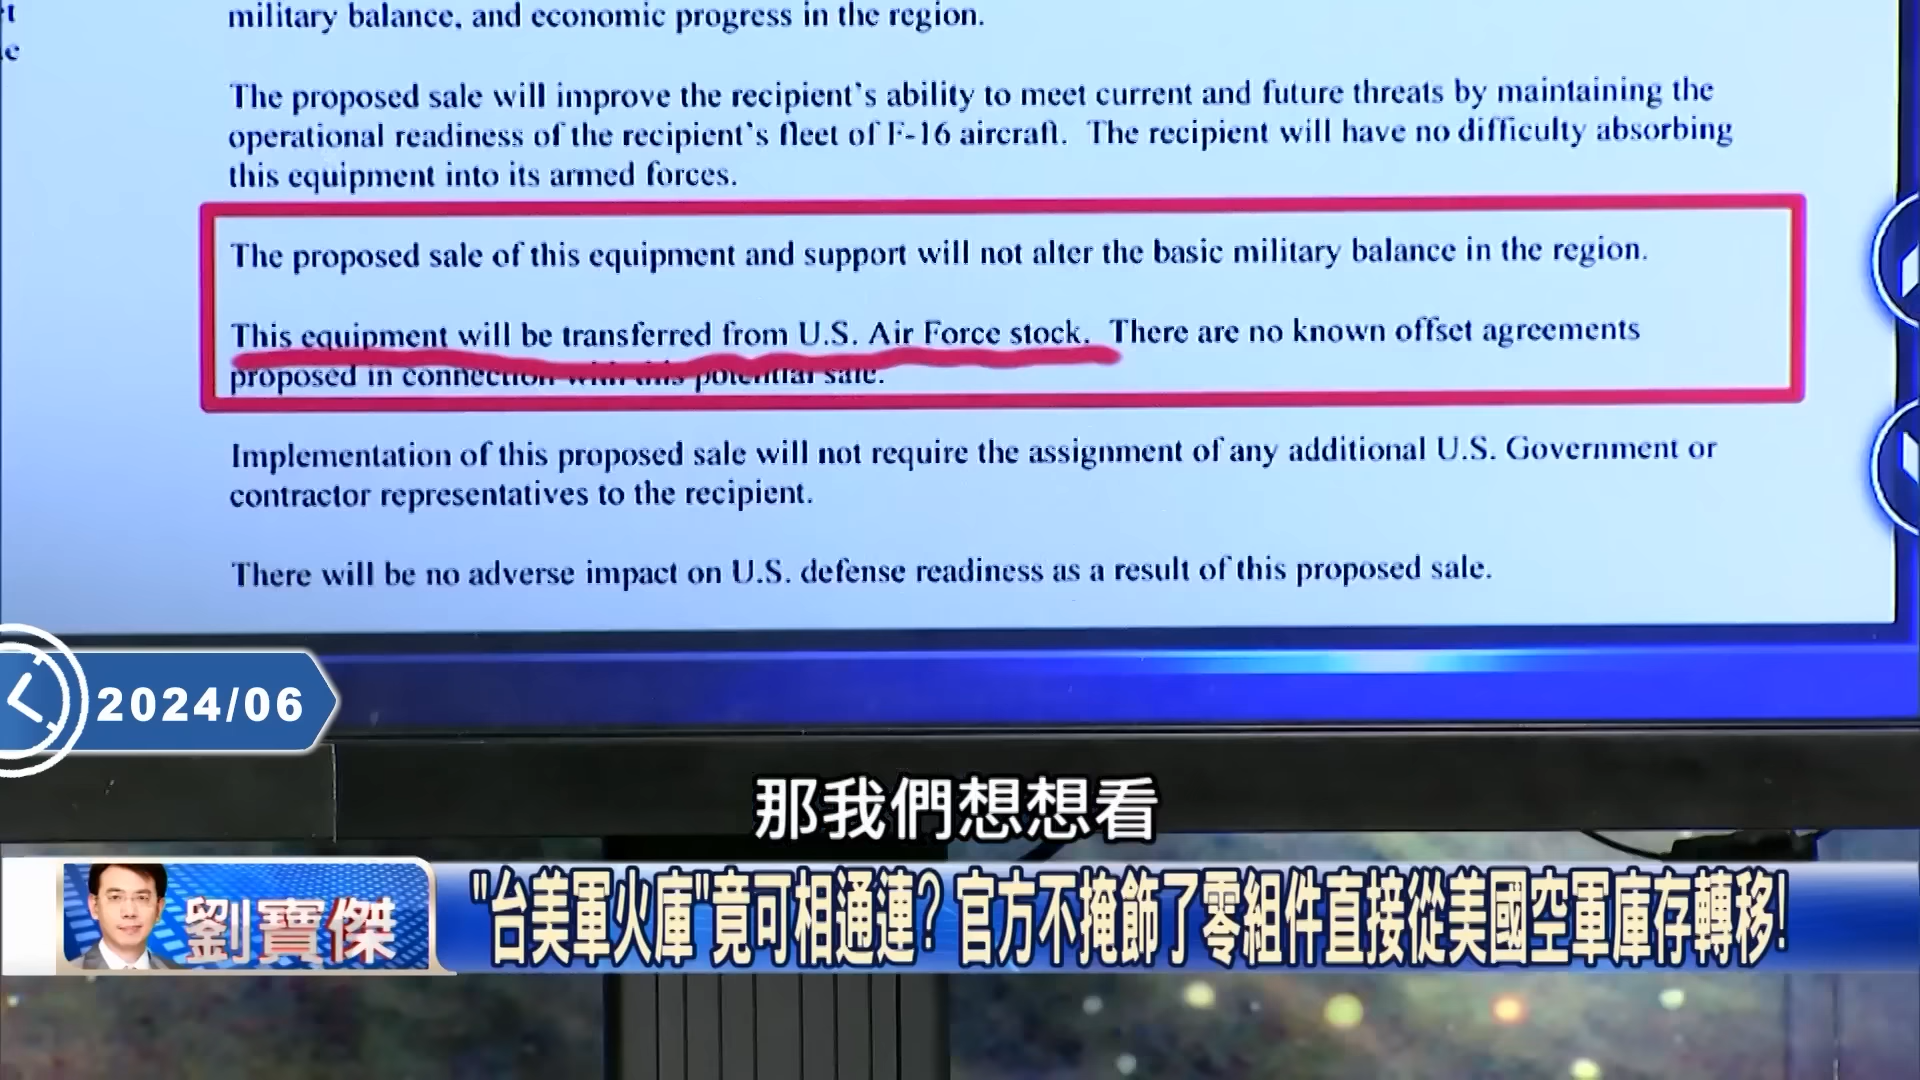 military balance, and economic progress in the region.
The proposed sale will improve the recipient's ability to meet current and future threats by maintaining the
operational readiness of the recipient's fleet of F-16 aircraft. The recipient will have no difficulty absorbing
this equipment into its armed forces.
The proposed sale of this equipment and support will not alter the basic military balance in the region.
This equipment will be transferred from U.S. Air Force stock. There are no known offset agreements
proposed in connection with this potential sale.
Implementation of this proposed sale will not require the assignment of any additional U.S. Government or
contractor representatives to the recipient.
There will be no adverse impact on U.S. defense readiness as a result of this proposed sale.
2024/06
那我們想想看
劉寶傑
"台美軍火庫"竟可相通連? 官方不掩飾了零組件直接從美國空軍庫存轉移!